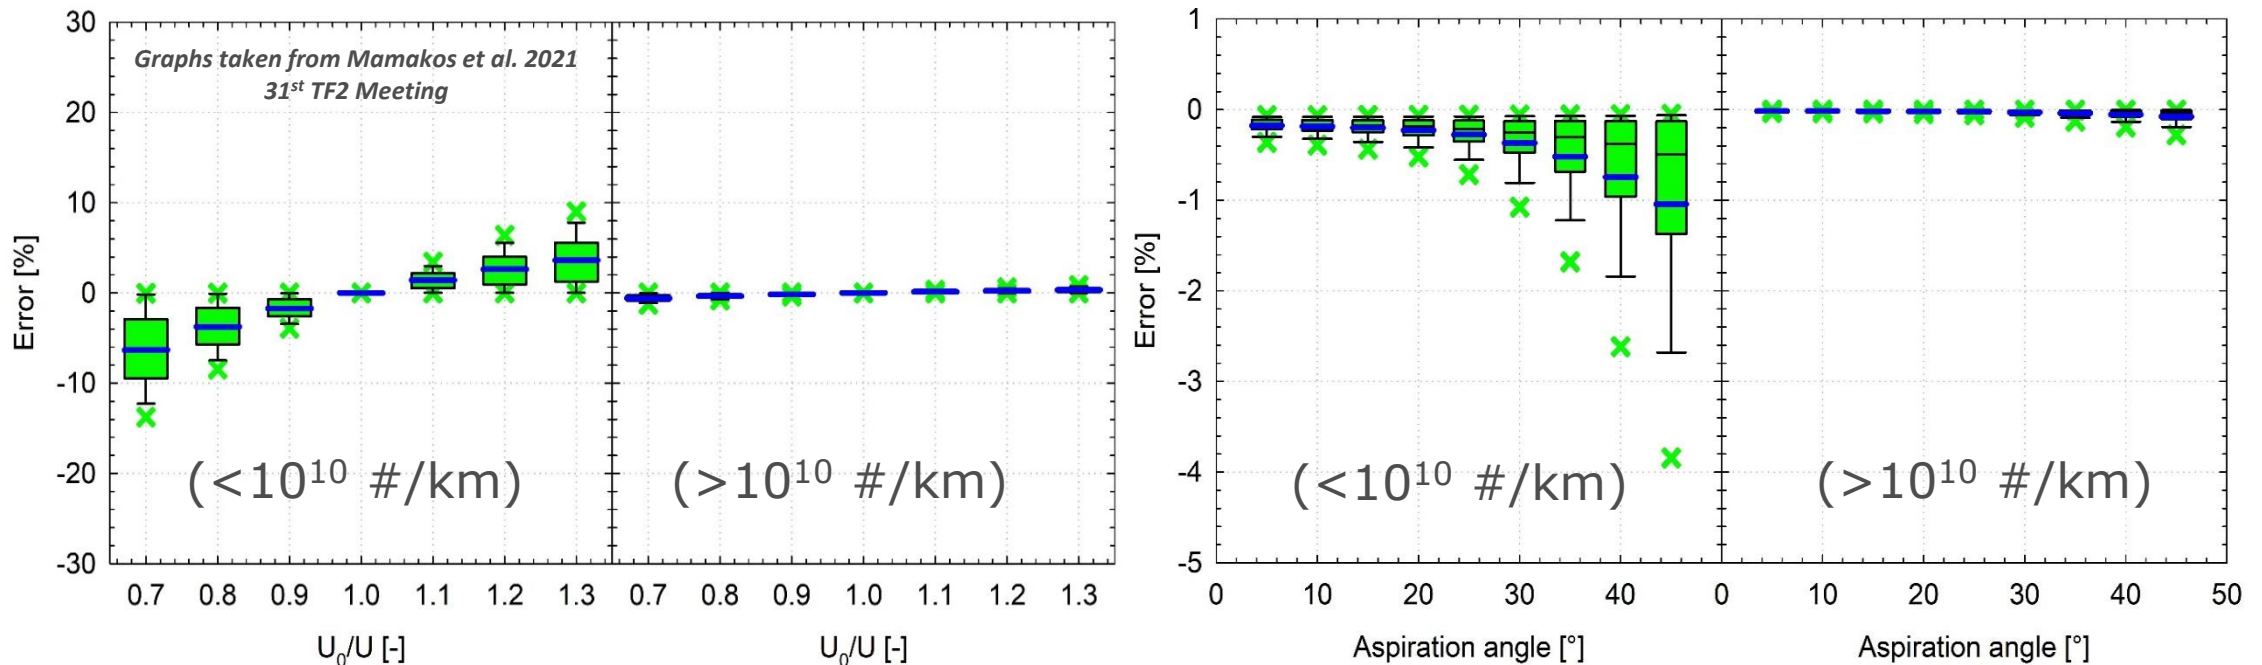 Graphs taken from Mamakos et al. 2021
31st TF2 Meeting
Error [%]
30
20
10
0
-10
-20
-30
(<10¹⁰ #/km)
(>10¹⁰ #/km)
0.7 0.8 0.9 1.0 1.1 1.2 1.3
0.7 0.8 0.9 1.0 1.1 1.2 1.3
U₀/U [-]
U₀/U [-]
Error [%]
1
0
-1
-2
-3
-4
-5
(<10¹⁰ #/km)
(>10¹⁰ #/km)
0 10 20 30 40 0 10 20 30 40 50
Aspiration angle [°]
Aspiration angle [°]